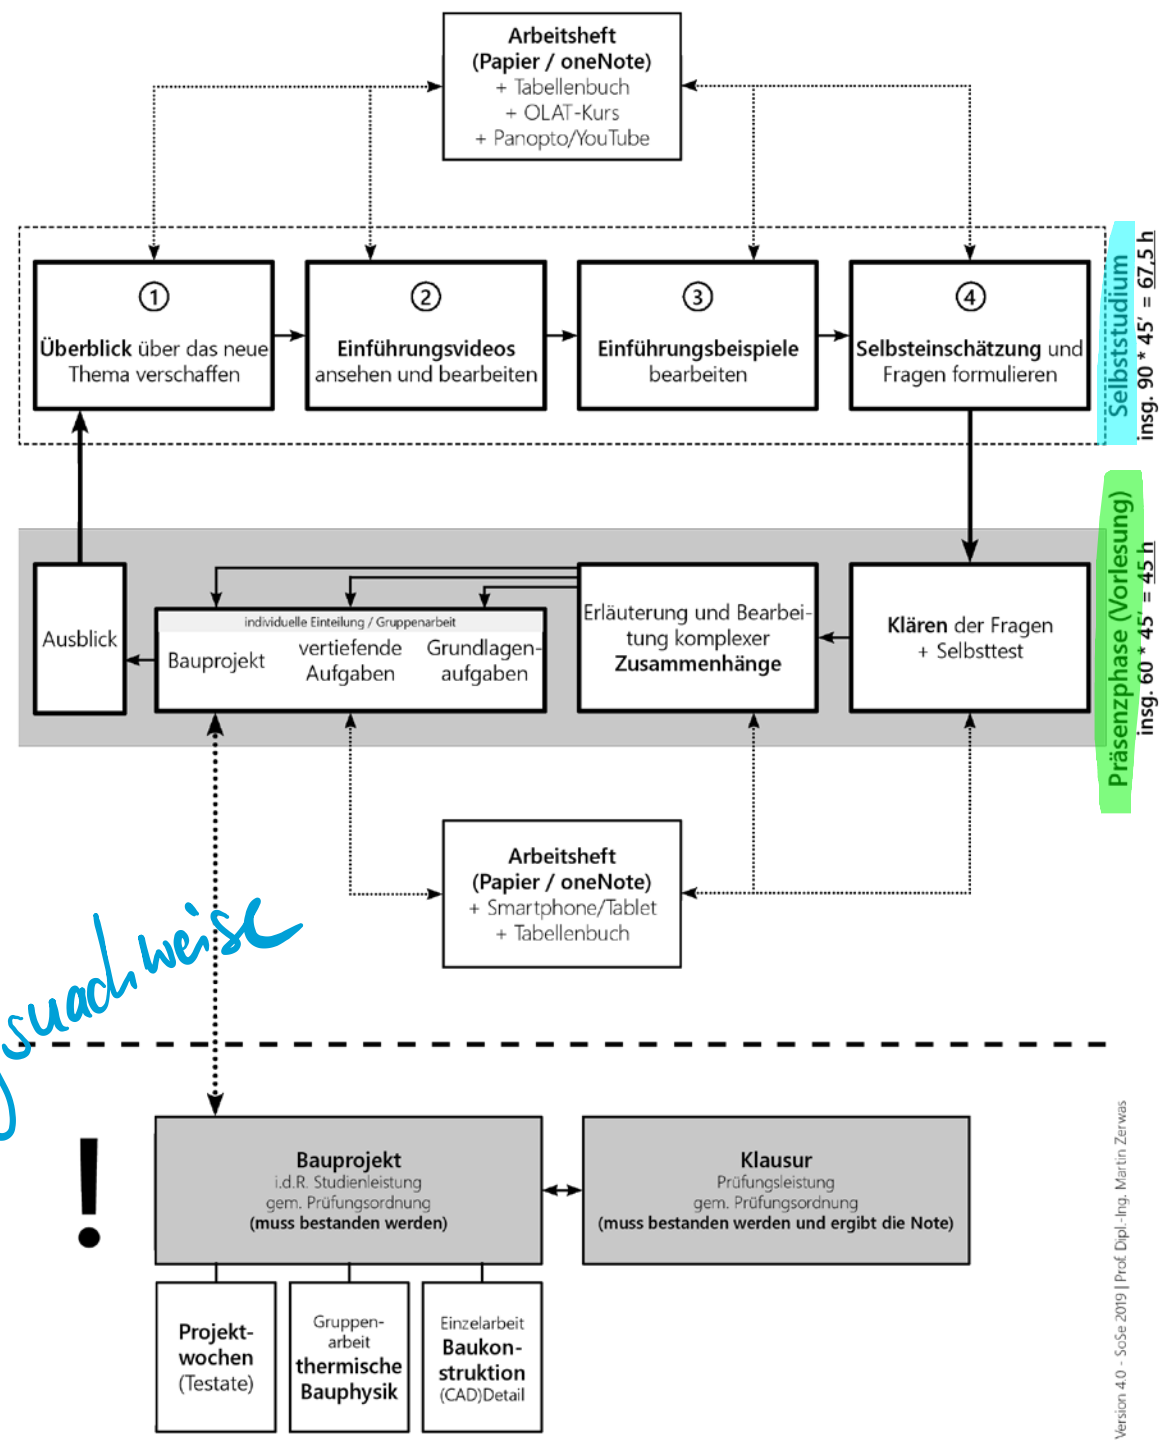 Arbeitsheft
(Papier / oneNote)
+ Tabellenbuch
+ OLAT-Kurs
+ Panopto/YouTube
1
Überblick über das neue
Thema verschaffen
2
Einführungsvideos
ansehen und bearbeiten
3
Einführungsbeispiele
bearbeiten
4
Selbsteinschätzung und
Fragen formulieren
Selbststudium
insg. 90 * 45' = 67,5 h
Ausblick
individuelle Einteilung / Gruppenarbeit
Bauprojekt
vertiefende
Aufgaben
Grundlagen-
aufgaben
Erläuterung und Bearbei-
tung komplexer
Zusammenhänge
Klären der Fragen
+ Selbsttest
Präsenzphase (Vorlesung)
insg. 60 * 45' = 45 h
Arbeitsheft
(Papier / oneNote)
+ Smartphone/Tablet
+ Tabellenbuch
gsnachweise
!
Bauprojekt
i.d.R. Studienleistung
gem. Prüfungsordnung
(muss bestanden werden)
Klausur
Prüfungsleistung
gem. Prüfungsordnung
(muss bestanden werden und ergibt die Note)
Projekt-
wochen
(Testate)
Gruppen-
arbeit
thermische
Bauphysik
Einzelarbeit
Baukon-
struktion
(CAD)Detail
Version 4.0 - SoSe 2019 | Prof. Dipl.-Ing. Martin Zerwas